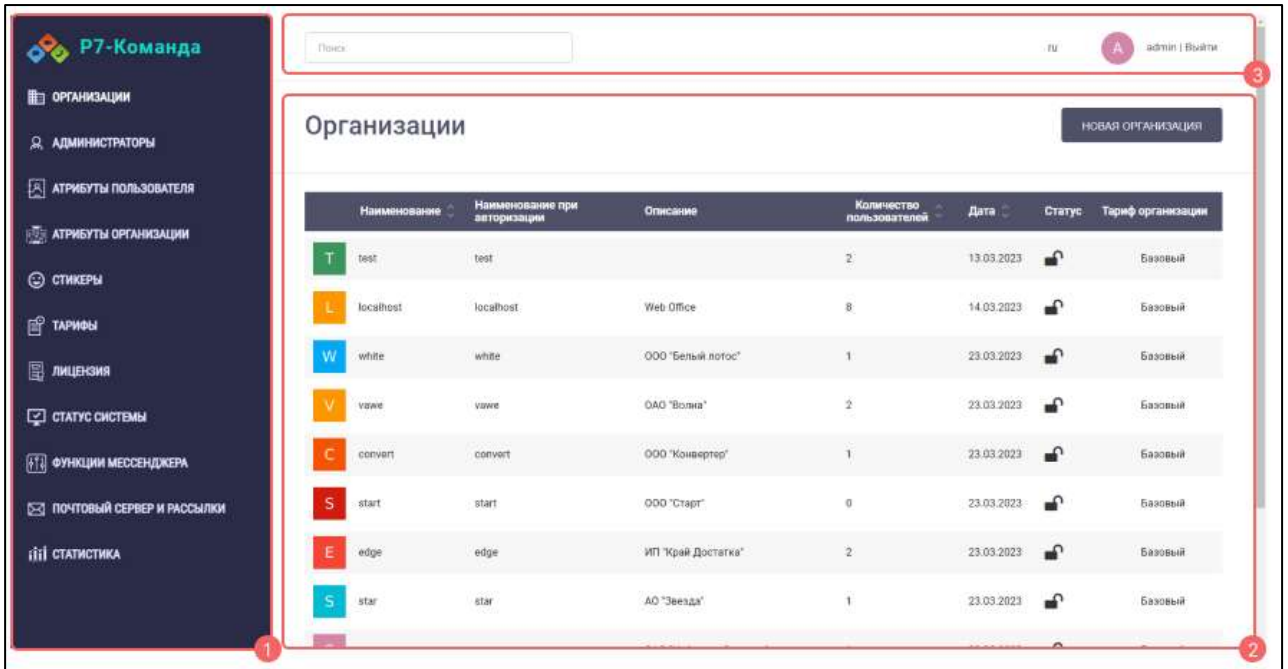 Р7-Команда
ОРГАНИЗАЦИИ
АДМИНИСТРАТОРЫ
АТРИБУТЫ ПОЛЬЗОВАТЕЛЯ
АТРИБУТЫ ОРГАНИЗАЦИИ
СТИКЕРЫ
ТАРИФЫ
ЛИЦЕНЗИЯ
СТАТУС СИСТЕМЫ
ФУНКЦИИ МЕССЕНДЖЕРА
ПОЧТОВЫЙ СЕРВЕР И РАССЫЛКИ
СТАТИСТИКА
1
Поиск
ru
A
admin | Выйти
3
Организации
НОВАЯ ОРГАНИЗАЦИЯ
Наименование Наименование при авторизации Описание Количество пользователей Дата Статус Тариф организации
T test test 2 13.03.2023 Базовый
L localhost localhost Web Office 8 14.03.2023 Базовый
W white white ООО "Белый лотос" 1 23.03.2023 Базовый
V vawe vawe ОАО "Волна" 2 23.03.2023 Базовый
C convert convert ООО "Конвертер" 1 23.03.2023 Базовый
S start start ООО "Старт" 0 23.03.2023 Базовый
E edge edge ИП "Край Достатка" 2 23.03.2023 Базовый
S star star АО "Звезда" 1 23.03.2023 Базовый
2